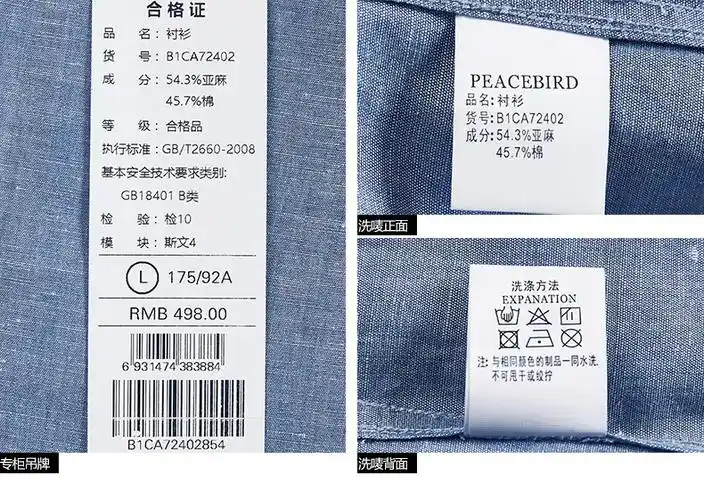 合格证
品 名：衬衫
货 号：B1CA72402
成 分：54.3%亚麻
45.7%棉
等 级：合格品
执行标准：GB/T2660-2008
基本安全技术要求类别:
GB18401 B类
检 验：检10
模 块：斯文4
L 175/92A
RMB 498.00
6 931474 383884
B1CA72402854
专柜吊牌
PEACEBIRD
品名: 衬衫
货号: B1CA72402
成分: 54.3%亚麻
45.7%棉
洗唛正面
洗涤方法
EXPANATION
注: 与相同颜色的制品一同水洗.
不可甩干或绞拧
洗唛背面